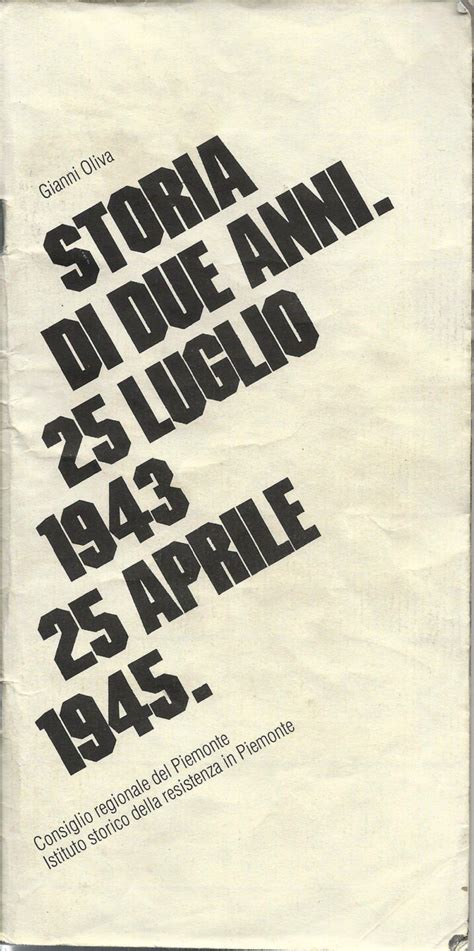 Gianni Oliva
STORIA
DI DUE ANNI.
25 LUGLIO
1943
25 APRILE
1945.
Consiglio regionale del Piemonte
Istituto storico della resistenza in Piemonte